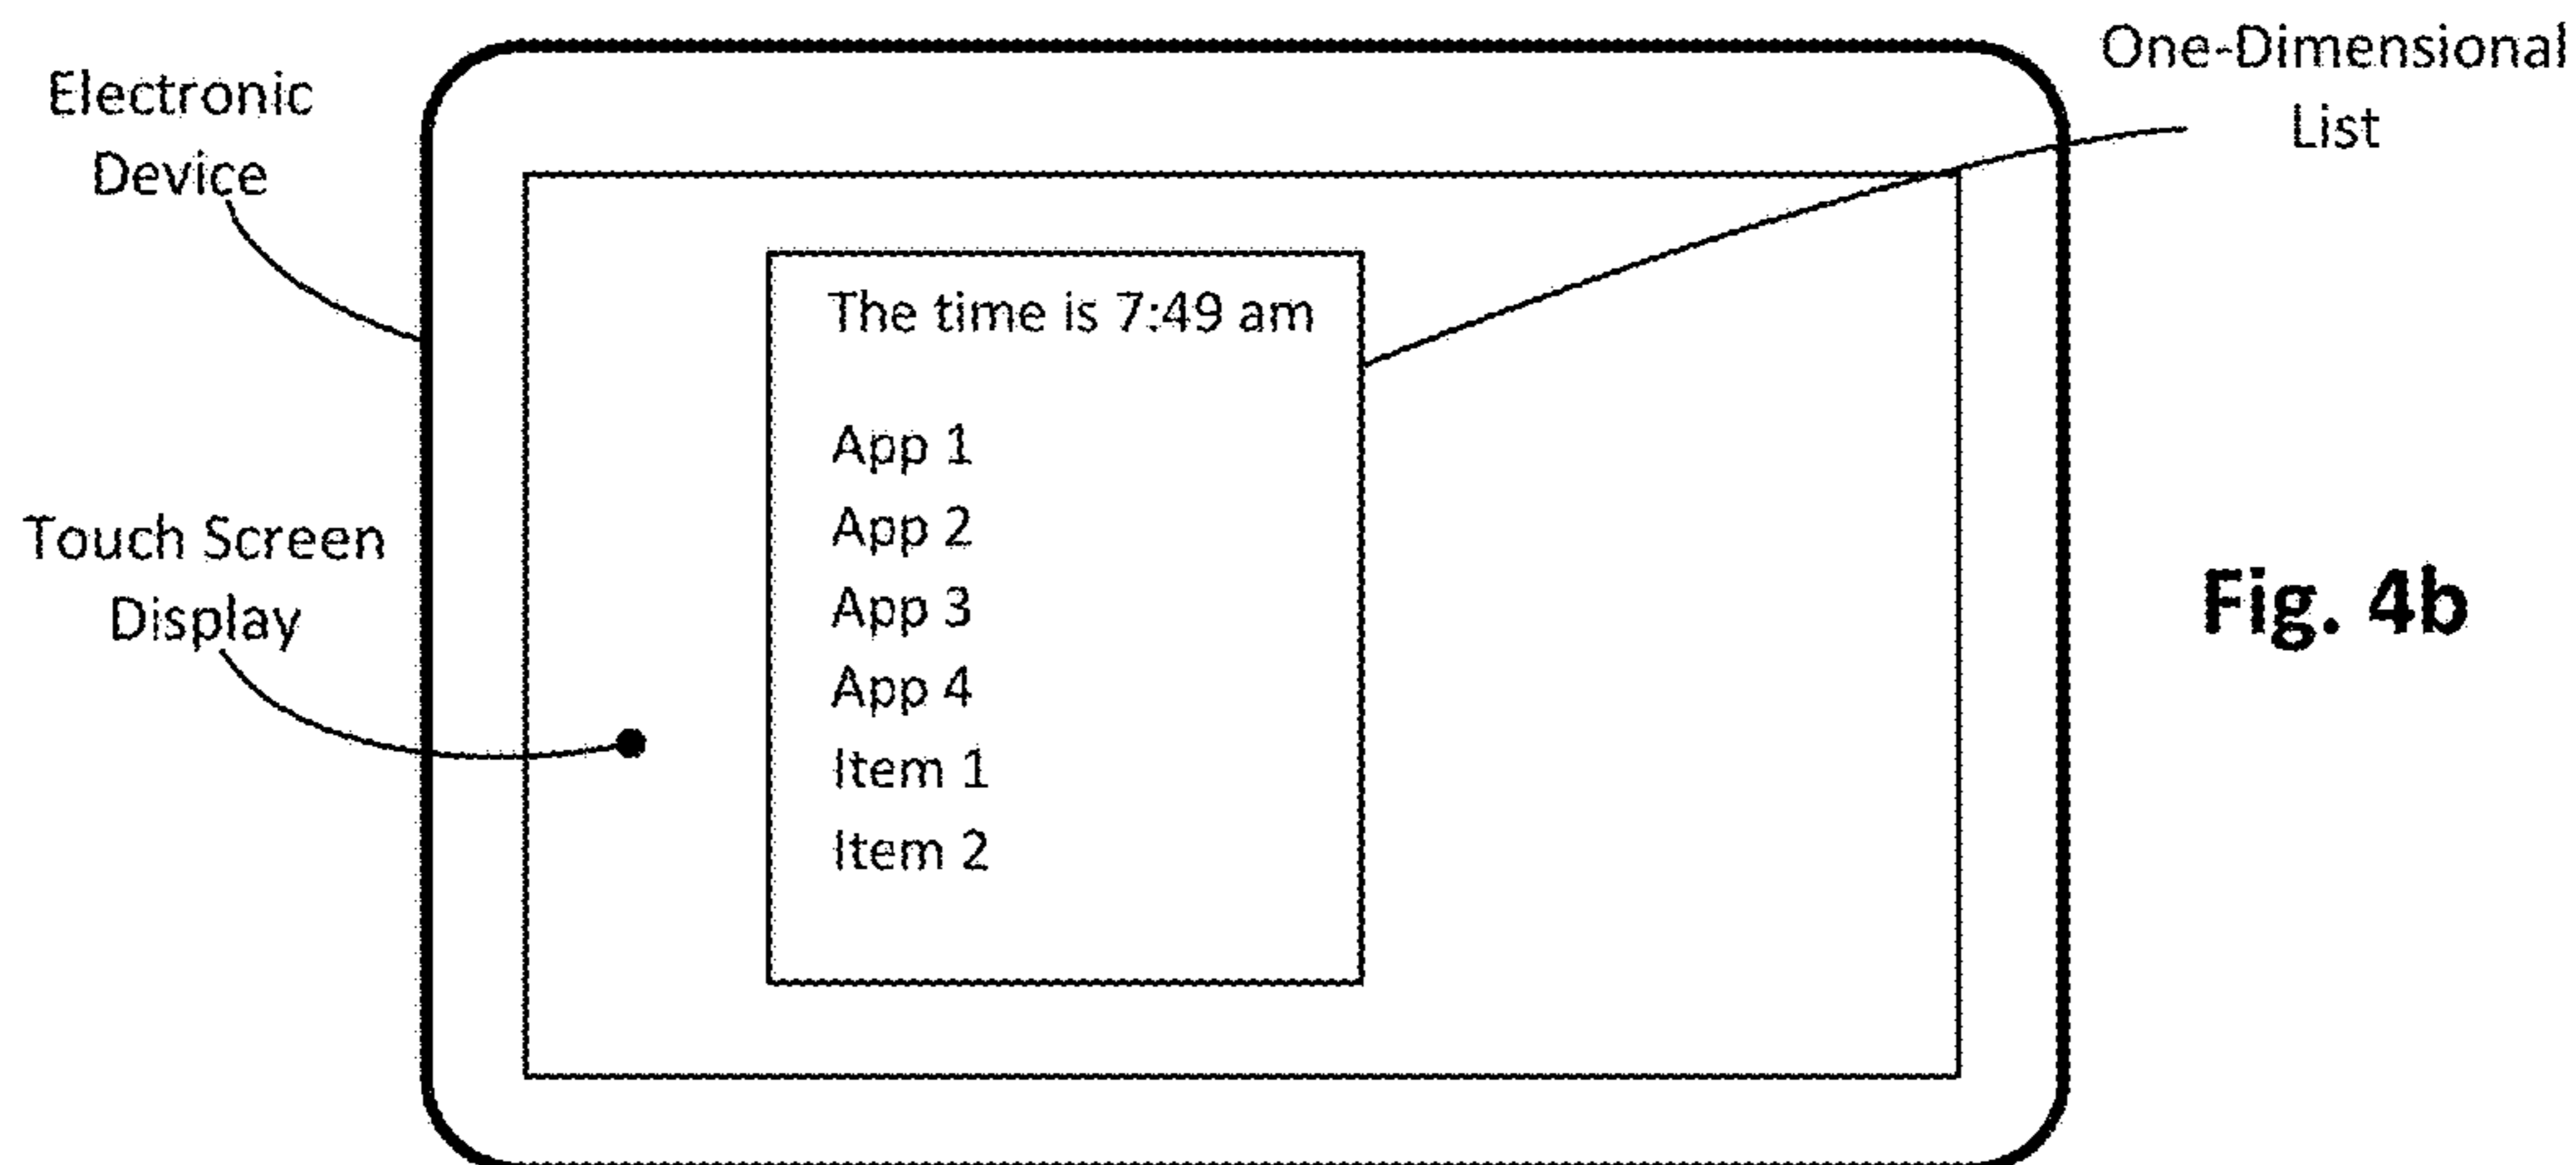 One-Dimensional
List
Electronic
Device
The time is 7:49 am
App 1
App 2
App 3
App 4
Item 1
Item 2
Touch Screen
Display
Fig. 4b